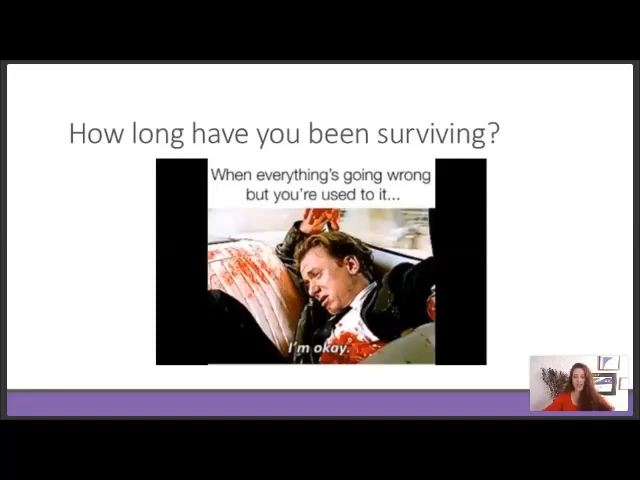 How long have you been surviving?
When everything's going wrong
but you're used to it...
I'm okay.